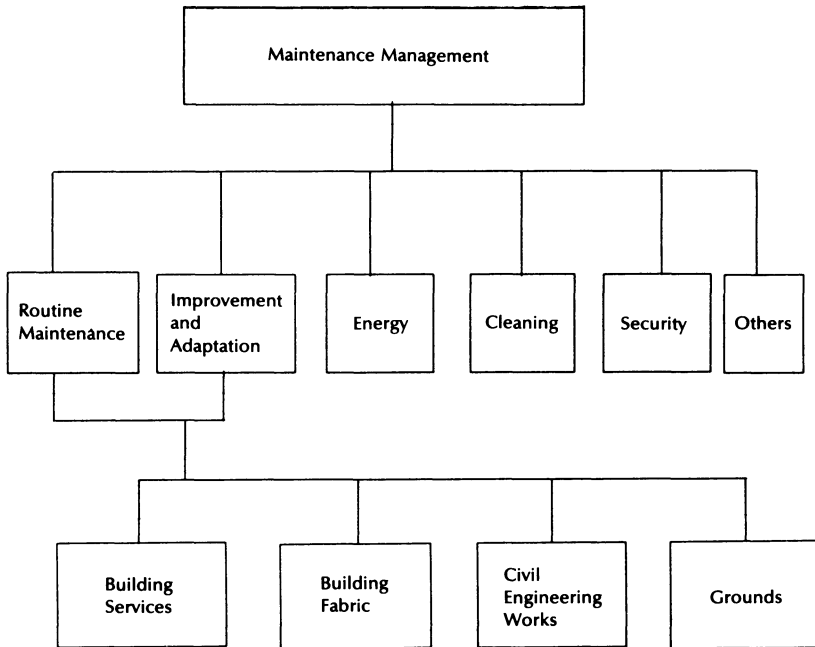 Maintenance Management
Routine
Maintenance
Improvement
and
Adaptation
Energy
Cleaning
Security
Others
Building
Services
Building
Fabric
Civil
Engineering
Works
Grounds